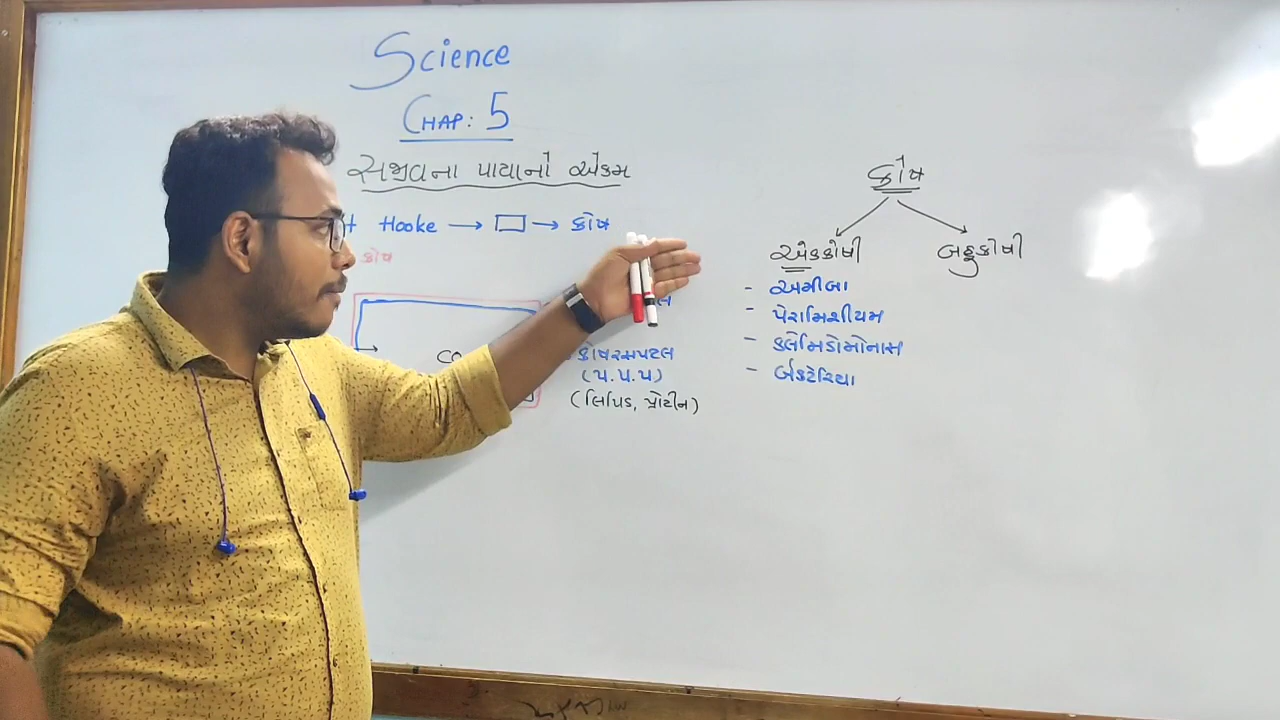 Science
CHAP: 5
સજીવના પાયાનો એકમ
Hooke → □ → કોષ
કોષ
કોષરસપટલ
(પ.પ.પ)
(લિપિડ, પ્રોટીન)
કોષ
એકકોષી
બહુકોષી
- અમીબા
- પેરામિશીયમ
- ક્લેમિડોમોનાસ
- બેક્ટેરિયા